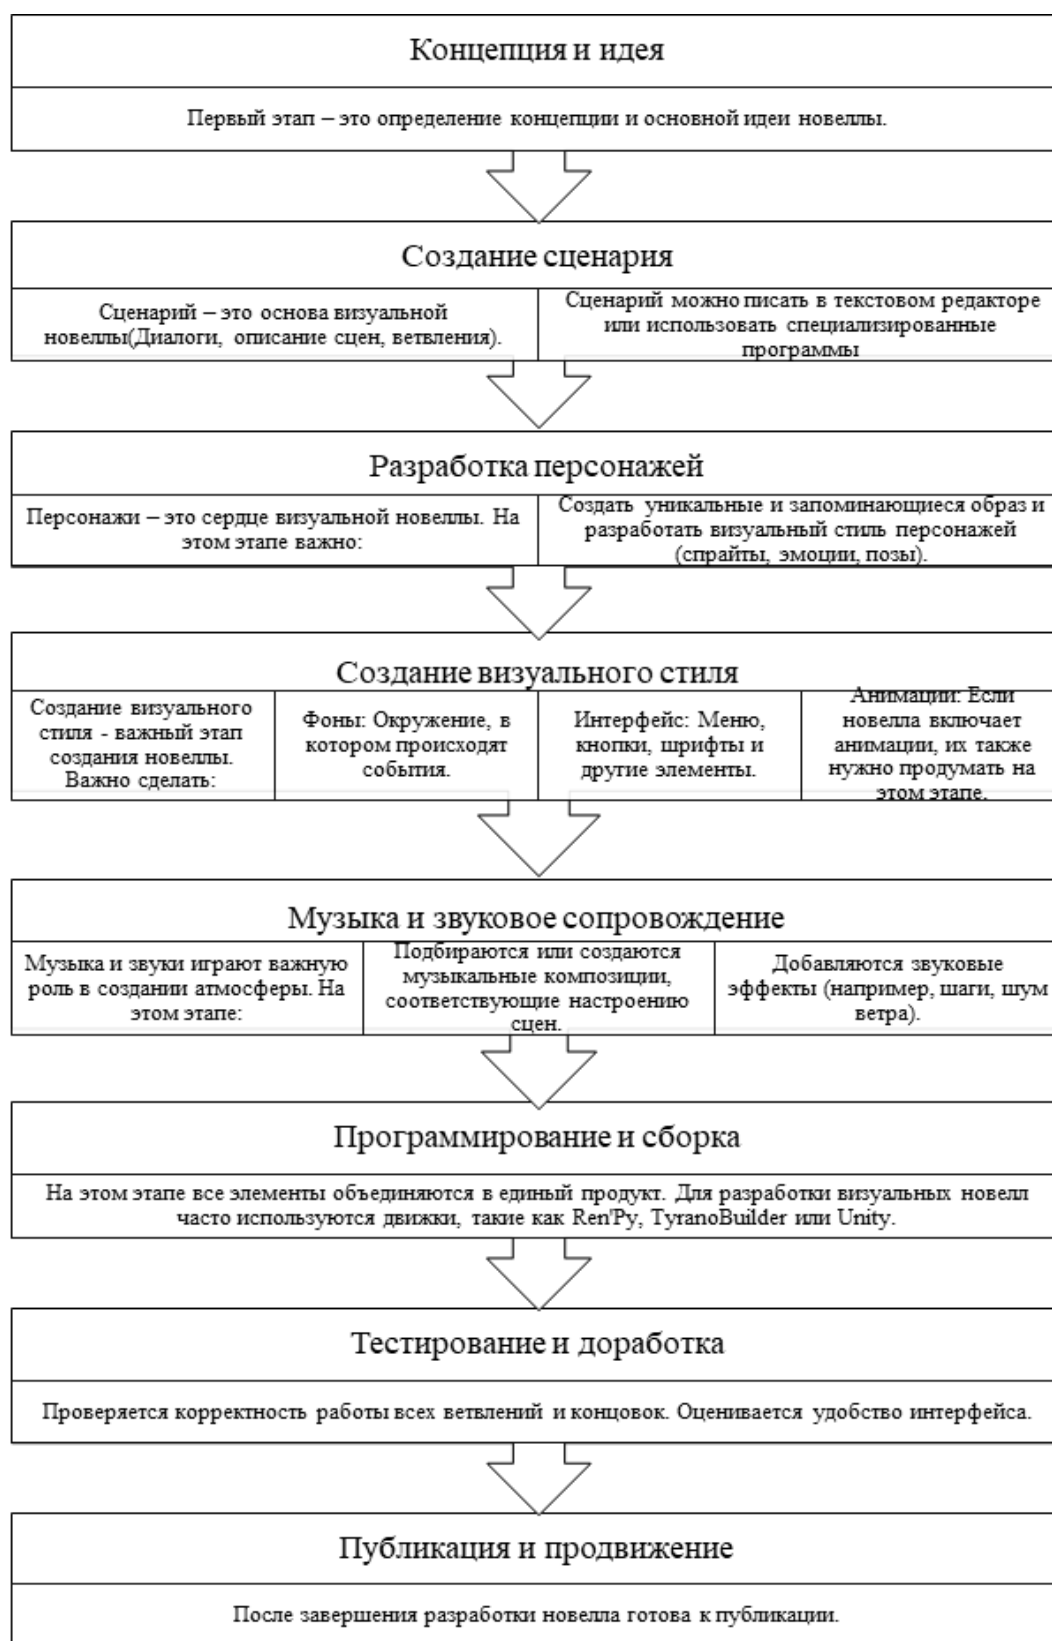 Концепция и идея
Первый этап – это определение концепции и основной идеи новеллы.
Создание сценария
Сценарий – это основа визуальной
новеллы(Диалоги, описание сцен, ветвления).
Сценарий можно писать в текстовом редакторе
или использовать специализированные
программы
Разработка персонажей
Персонажи – это сердце визуальной новеллы. На
этом этапе важно:
Создать уникальные и запоминающиеся образ и
разработать визуальный стиль персонажей
(спрайты, эмоции, позы).
Создание визуального стиля
Создание визуального
стиля - важный этап
создания новеллы.
Важно сделать:
Фоны: Окружение, в
котором происходят
события.
Интерфейс: Меню,
кнопки, шрифты и
другие элементы.
Анимации: Если
новелла включает
анимации, их также
нужно продумать на
этом этапе.
Музыка и звуковое сопровождение
Музыка и звуки играют важную
роль в создании атмосферы. На
этом этапе:
Подбираются или создаются
музыкальные композиции,
соответствующие настроению
сцен.
Добавляются звуковые
эффекты (например, шаги, шум
ветра).
Программирование и сборка
На этом этапе все элементы объединяются в единый продукт. Для разработки визуальных новелл
часто используются движки, такие как Ren'Py, TyranoBuilder или Unity.
Тестирование и доработка
Проверяется корректность работы всех ветвлений и концовок. Оценивается удобство интерфейса.
Публикация и продвижение
После завершения разработки новелла готова к публикации.